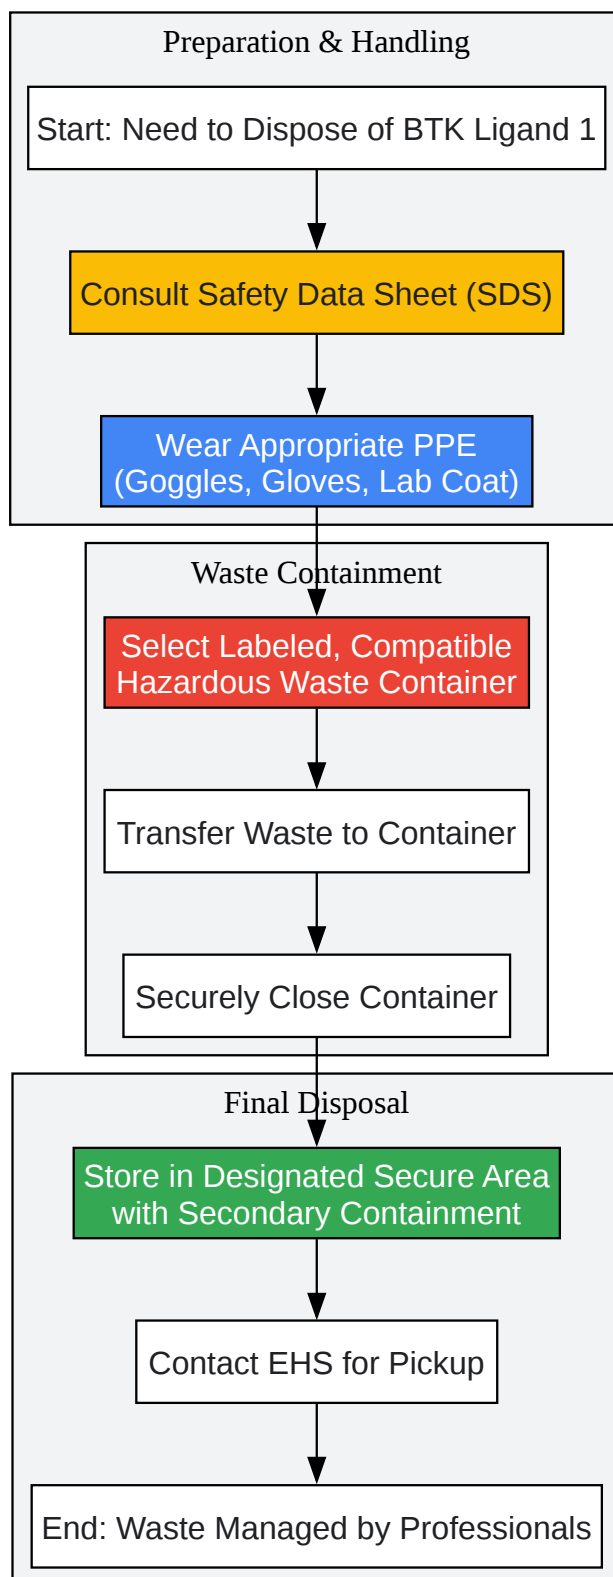 Preparation & Handling
Start: Need to Dispose of BTK Ligand 1
Consult Safety Data Sheet (SDS)
Wear Appropriate PPE
(Goggles, Gloves, Lab Coat)
Waste Containment
Select Labeled, Compatible
Hazardous Waste Container
Transfer Waste to Container
Securely Close Container
Final Disposal
Store in Designated Secure Area
with Secondary Containment
Contact EHS for Pickup
End: Waste Managed by Professionals